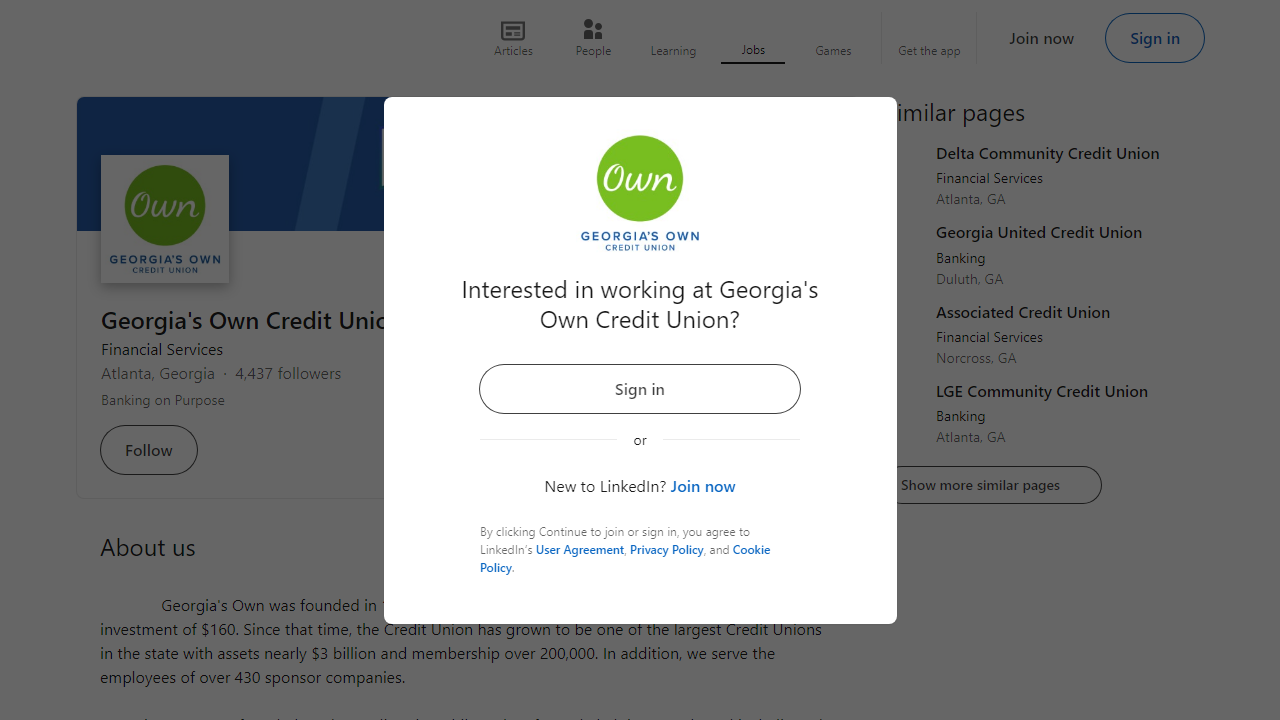 Articles
People
Learning
Jobs
Games
Get the app
Join now
Sign in
Own
GEORGIA'S OWN
CREDIT UNION
Georgia's Own Credit Unio
Financial Services
Atlanta, Georgia · 4,437 followers
Banking on Purpose
Follow
About us
Georgia's Own was founded in
investment of $160. Since that time, the Credit Union has grown to be one of the largest Credit Unions
in the state with assets nearly $3 billion and membership over 200,000. In addition, we serve the
employees of over 430 sponsor companies.
Own
GEORGIA'S OWN
CREDIT UNION
Interested in working at Georgia's
Own Credit Union?
Sign in
or
New to LinkedIn? Join now
By clicking Continue to join or sign in, you agree to
LinkedIn's User Agreement, Privacy Policy, and Cookie
Policy.
imilar pages
Delta Community Credit Union
Financial Services
Atlanta, GA
Georgia United Credit Union
Banking
Duluth, GA
Associated Credit Union
Financial Services
Norcross, GA
LGE Community Credit Union
Banking
Atlanta, GA
Show more similar pages